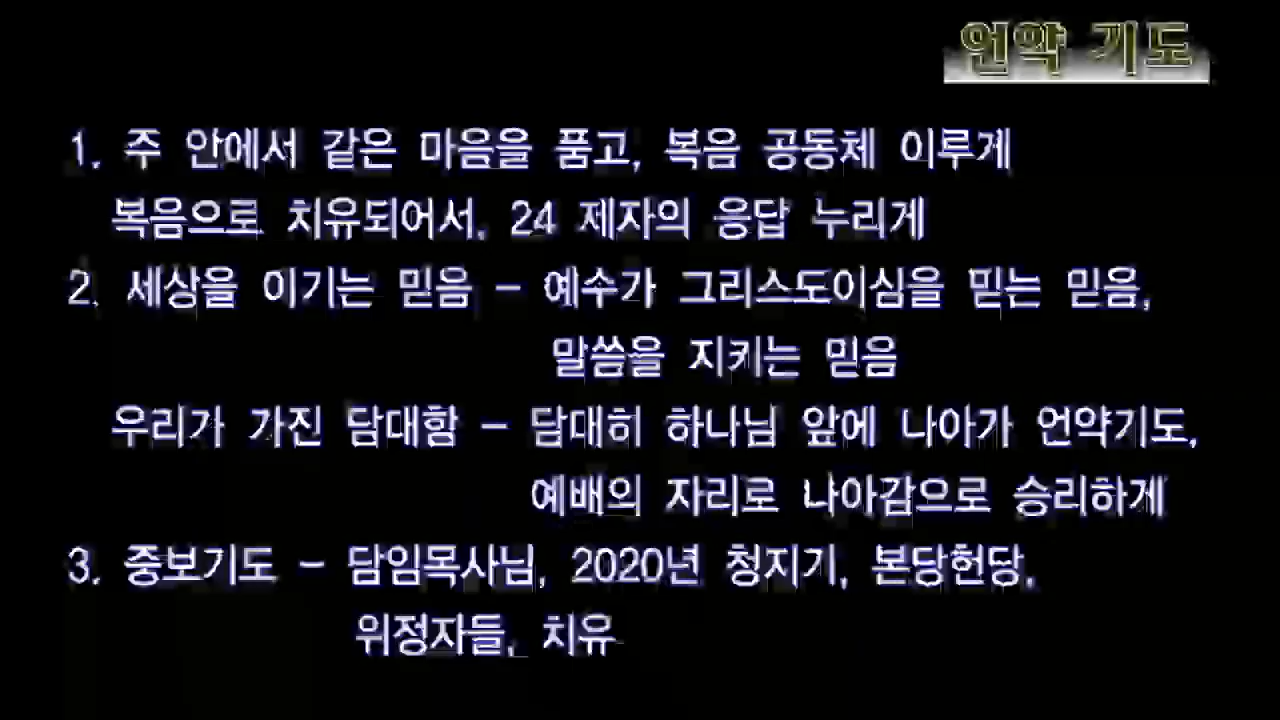 언약 기도
1. 주 안에서 같은 마음을 품고, 복음 공동체 이루게
복음으로 치유되어서, 24 제자의 응답 누리게
2. 세상을 이기는 믿음 - 예수가 그리스도이심을 믿는 믿음,
말씀을 지키는 믿음
우리가 가진 담대함 - 담대히 하나님 앞에 나아가 언약기도,
예배의 자리로 나아감으로 승리하게
3. 중보기도 - 담임목사님, 2020년 청지기, 본당헌당,
위정자들, 치유